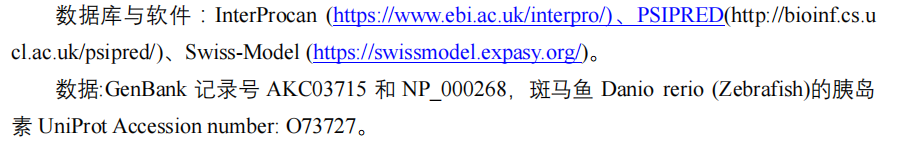 数据库与软件：InterProcan (https://www.ebi.ac.uk/interpro/)、PSIPRED(http://bioinf.cs.u
cl.ac.uk/psipred/)、Swiss-Model (https://swissmodel.expasy.org/)。
数据:GenBank 记录号 AKC03715 和 NP_000268，斑马鱼 Danio rerio (Zebrafish)的胰岛
素 UniProt Accession number: O73727。